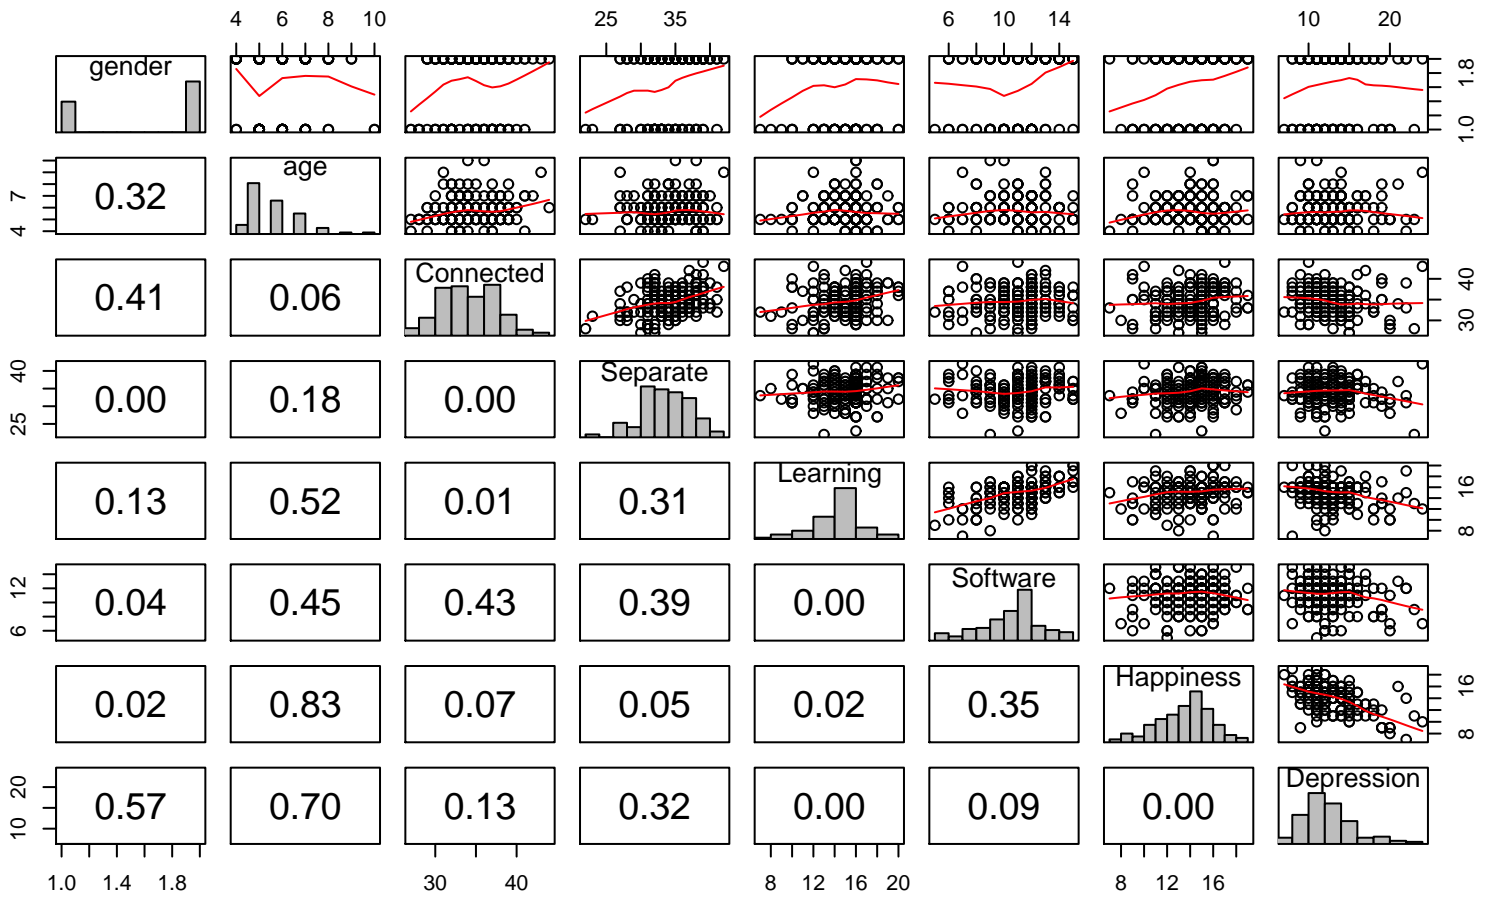 4 6 8 10 25 35 6 10 14 10 20
gender 1.0 1.8
7 4 0.32 age
0.41 0.06 Connected 30 40
40 25 0.00 0.18 0.00 Separate
0.13 0.52 0.01 0.31 Learning 8 16
12 6 0.04 0.45 0.43 0.39 0.00 Software
0.02 0.83 0.07 0.05 0.02 0.35 Happiness 8 16
20 10 0.57 0.70 0.13 0.32 0.00 0.09 0.00 Depression
1.0 1.4 1.8 30 40 8 12 16 20 8 12 16